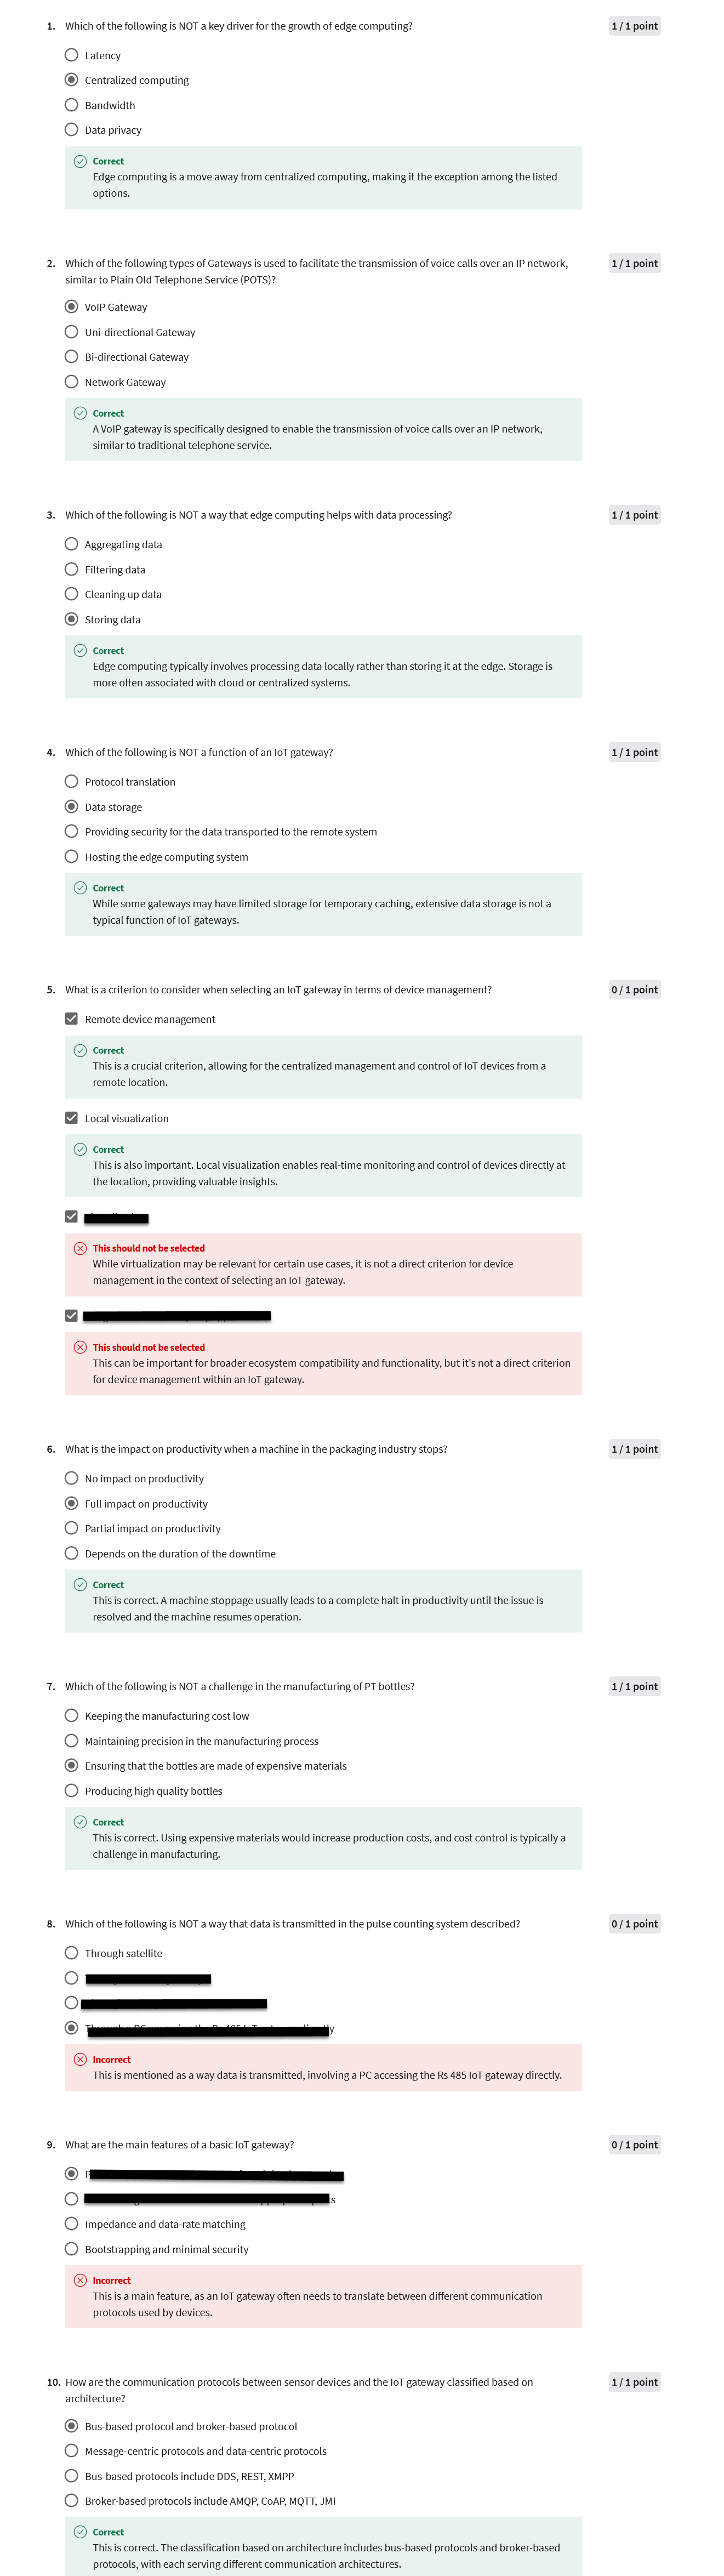 1. Which of the following is NOT a key driver for the growth of edge computing? 1 / 1 point
Latency
Centralized computing
Bandwidth
Data privacy
Correct
Edge computing is a move away from centralized computing, making it the exception among the listed
options.
2. Which of the following types of Gateways is used to facilitate the transmission of voice calls over an IP network, 1 / 1 point
similar to Plain Old Telephone Service (POTS)?
VoIP Gateway
Uni-directional Gateway
Bi-directional Gateway
Network Gateway
Correct
A VoIP gateway is specifically designed to enable the transmission of voice calls over an IP network,
similar to traditional telephone service.
3. Which of the following is NOT a way that edge computing helps with data processing? 1 / 1 point
Aggregating data
Filtering data
Cleaning up data
Storing data
Correct
Edge computing typically involves processing data locally rather than storing it at the edge. Storage is
more often associated with cloud or centralized systems.
4. Which of the following is NOT a function of an IoT gateway? 1 / 1 point
Protocol translation
Data storage
Providing security for the data transported to the remote system
Hosting the edge computing system
Correct
While some gateways may have limited storage for temporary caching, extensive data storage is not a
typical function of IoT gateways.
5. What is a criterion to consider when selecting an IoT gateway in terms of device management? 0 / 1 point
Remote device management
Correct
This is a crucial criterion, allowing for the centralized management and control of IoT devices from a
remote location.
Local visualization
Correct
This is also important. Local visualization enables real-time monitoring and control of devices directly at
the location, providing valuable insights.
This should not be selected
While virtualization may be relevant for certain use cases, it is not a direct criterion for device
management in the context of selecting an IoT gateway.
This should not be selected
This can be important for broader ecosystem compatibility and functionality, but it's not a direct criterion
for device management within an IoT gateway.
6. What is the impact on productivity when a machine in the packaging industry stops? 1 / 1 point
No impact on productivity
Full impact on productivity
Partial impact on productivity
Depends on the duration of the downtime
Correct
This is correct. A machine stoppage usually leads to a complete halt in productivity until the issue is
resolved and the machine resumes operation.
7. Which of the following is NOT a challenge in the manufacturing of PT bottles? 1 / 1 point
Keeping the manufacturing cost low
Maintaining precision in the manufacturing process
Ensuring that the bottles are made of expensive materials
Producing high quality bottles
Correct
This is correct. Using expensive materials would increase production costs, and cost control is typically a
challenge in manufacturing.
8. Which of the following is NOT a way that data is transmitted in the pulse counting system described? 0 / 1 point
Through satellite
Incorrect
This is mentioned as a way data is transmitted, involving a PC accessing the Rs 485 IoT gateway directly.
9. What are the main features of a basic IoT gateway? 0 / 1 point
Impedance and data-rate matching
Bootstrapping and minimal security
Incorrect
This is a main feature, as an IoT gateway often needs to translate between different communication
protocols used by devices.
10. How are the communication protocols between sensor devices and the IoT gateway classified based on 1 / 1 point
architecture?
Bus-based protocol and broker-based protocol
Message-centric protocols and data-centric protocols
Bus-based protocols include DDS, REST, XMPP
Broker-based protocols include AMQP, CoAP, MQTT, JMI
Correct
This is correct. The classification based on architecture includes bus-based protocols and broker-based
protocols, with each serving different communication architectures.